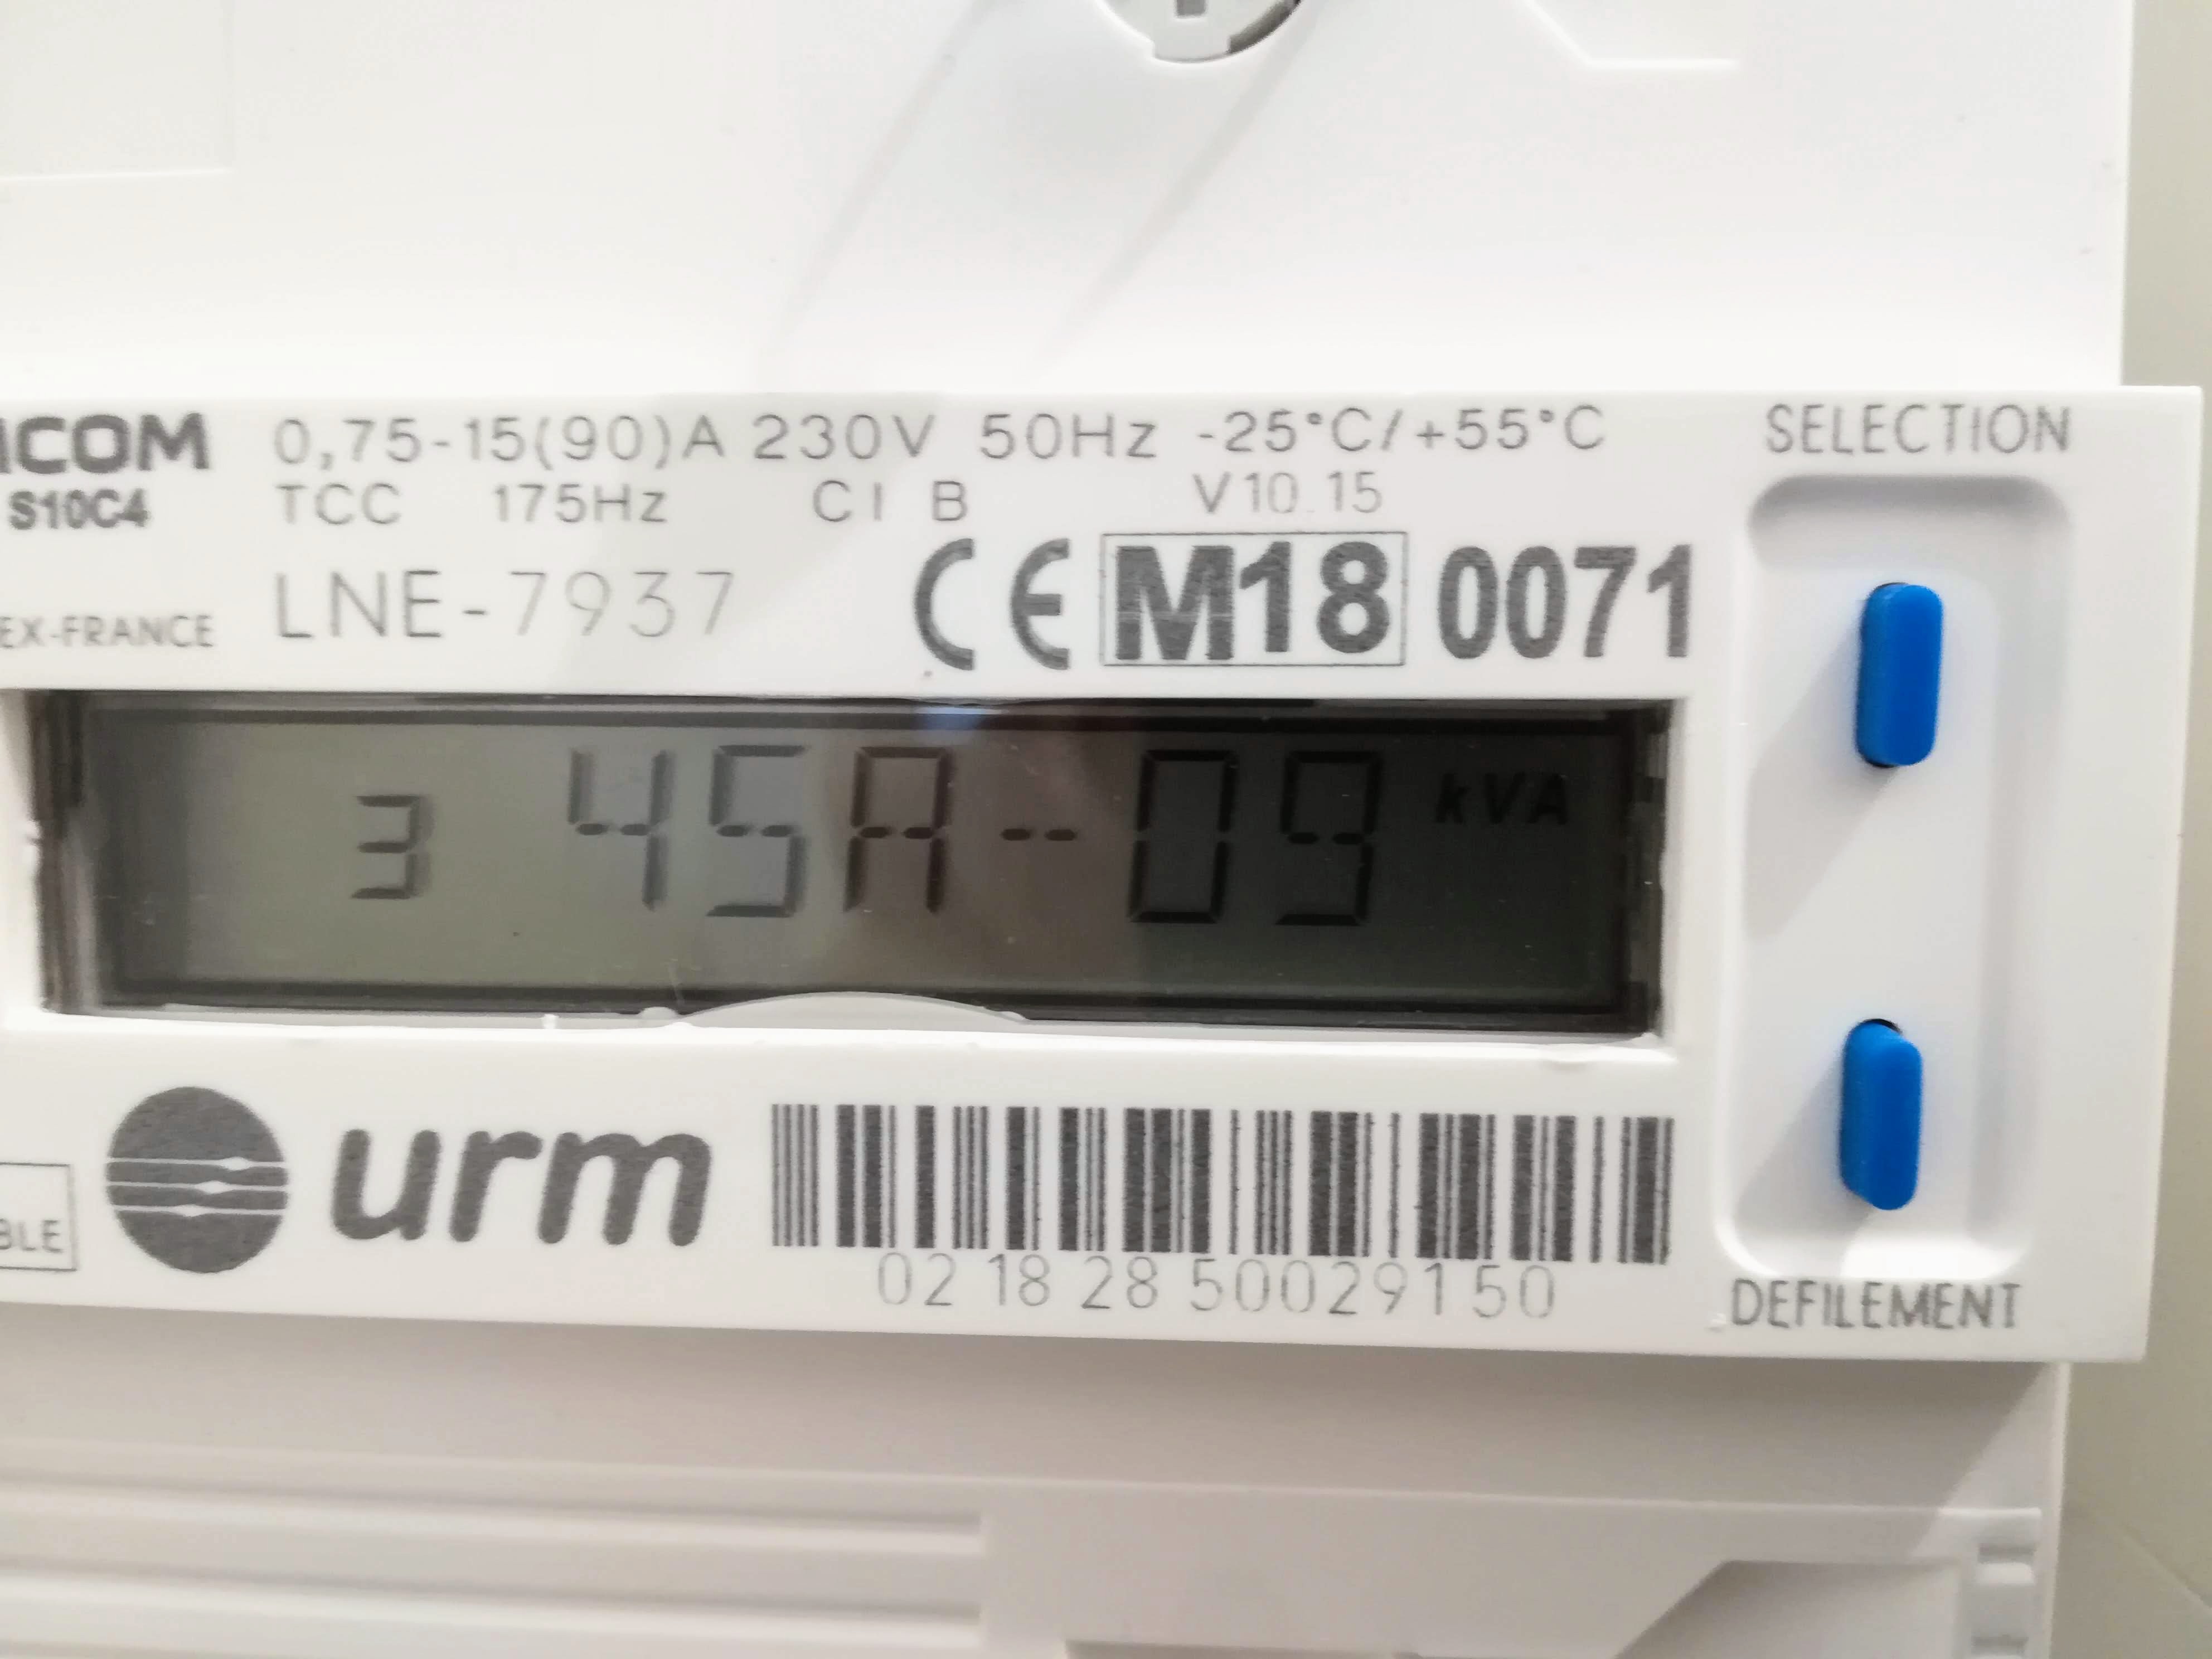 ICOM 0,75-15(90)A 230V 50Hz -25°C/+55°C SELECTION
S10C4 TCC 175Hz CI B V10.15
EX-FRANCE LNE-7937 CE M18 0071
3 45A--09 kVA
BLE urm
02 18 28 50029150
DEFILEMENT